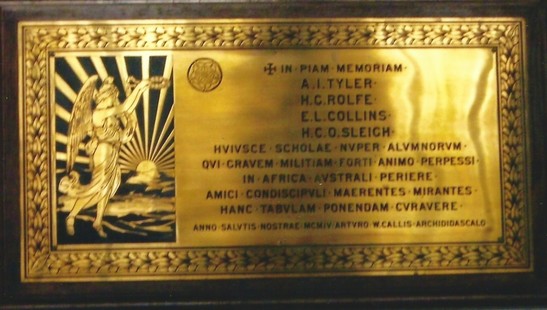 ✠ IN · PIAM · MEMORIAM ·
A. I. TYLER ·
H. G. ROLFE ·
E. L. COLLINS ·
H. C. O. SLEIGH ·
HVIVSCE · SCHOLAE · NVPER · ALVMNORVM ·
QVI · GRAVEM · MILITIAM · FORTI · ANIMO · PERPESSI ·
IN · AFRICA · AVSTRALI · PERIERE ·
AMICI · CONDISCIPVLI · MAERENTES · MIRANTES ·
HANC · TABVLAM · PONENDAM · CVRAVERE ·
ANNO · SALVTIS · NOSTRAE · MCMIV · ARTVRO · W. CALLIS · ARCHIDIDASCALO